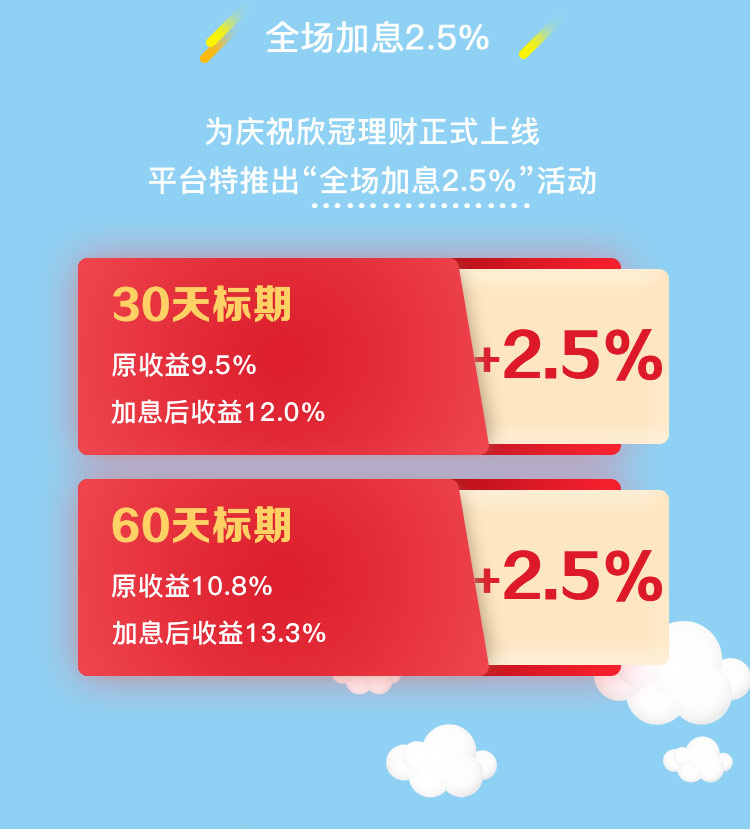 全场加息2.5%
为庆祝欣冠理财正式上线
平台特推出“全场加息2.5%”活动
30天标期
原收益9.5%
加息后收益12.0%
+2.5%
60天标期
原收益10.8%
加息后收益13.3%
+2.5%